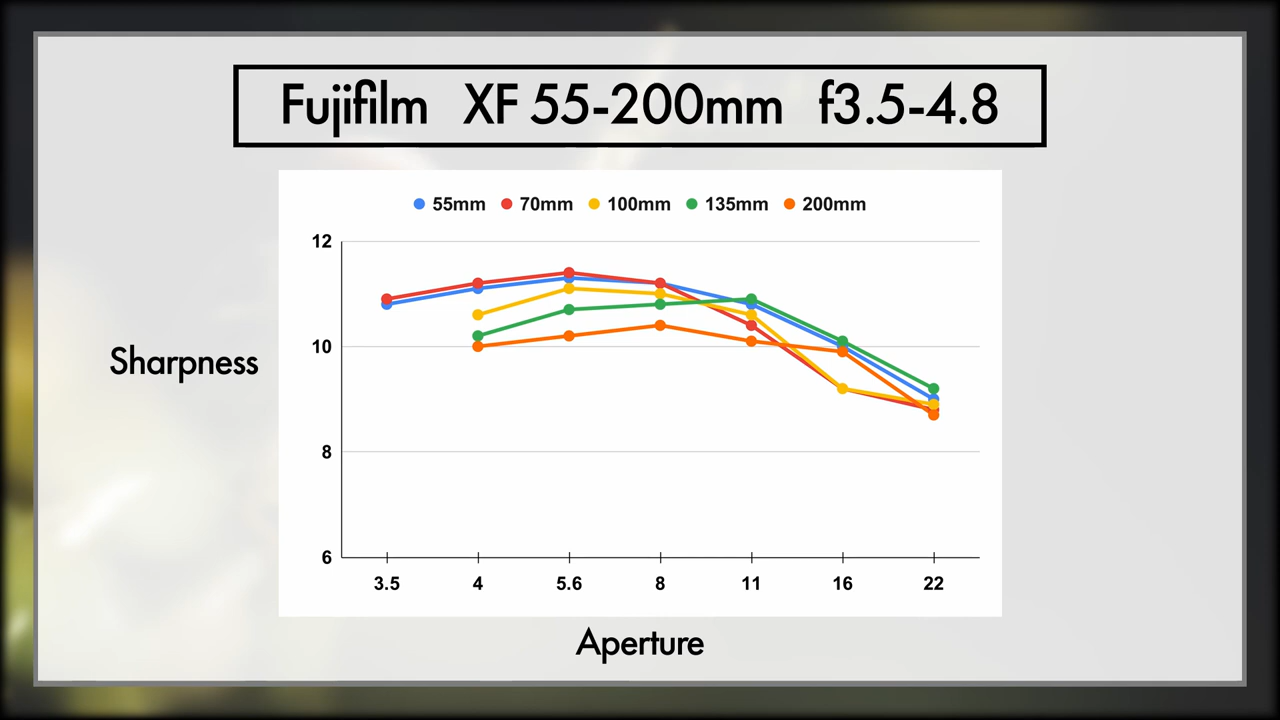 Fujifilm XF 55-200mm f3.5-4.8
55mm 70mm 100mm 135mm 200mm
12
10
8
6
Sharpness
3.5 4 5.6 8 11 16 22
Aperture